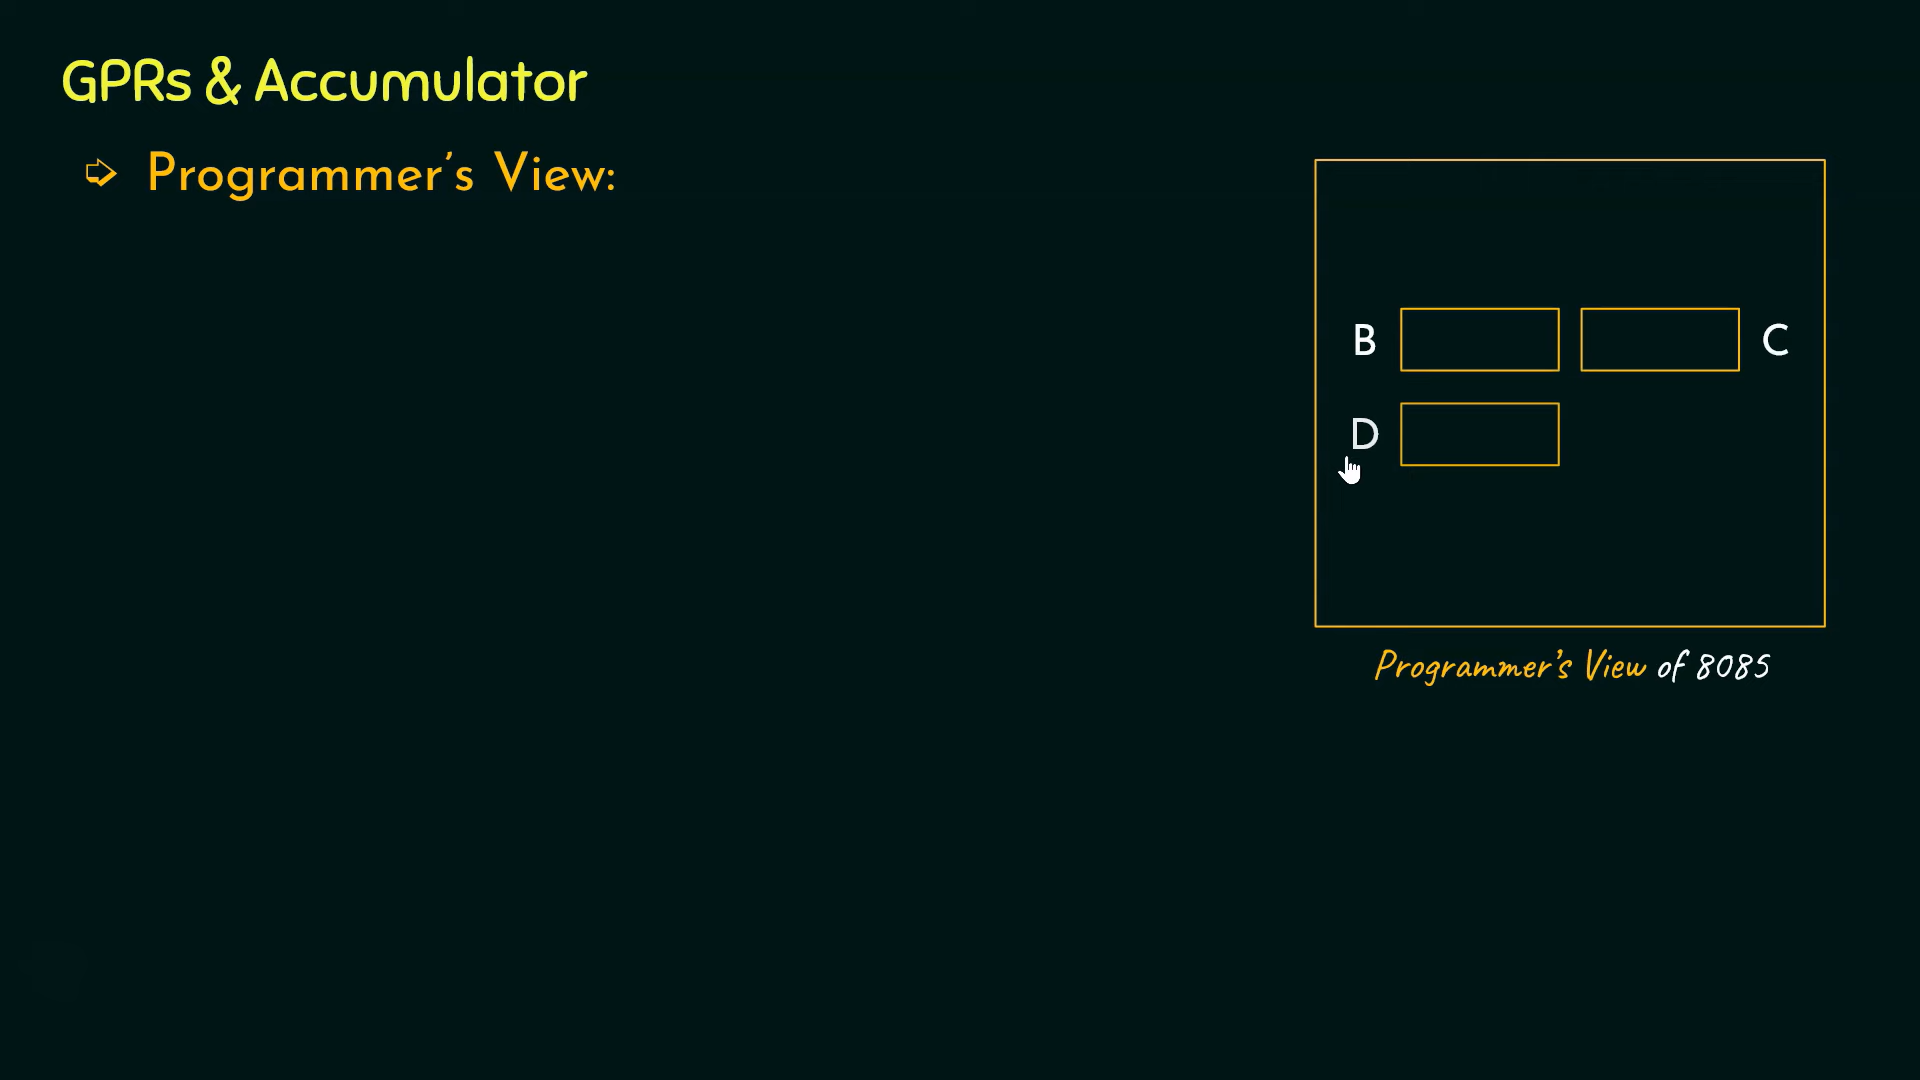 GPRs & Accumulator
➩ Programmer's View:
B
C
D
Programmer's View of 8085